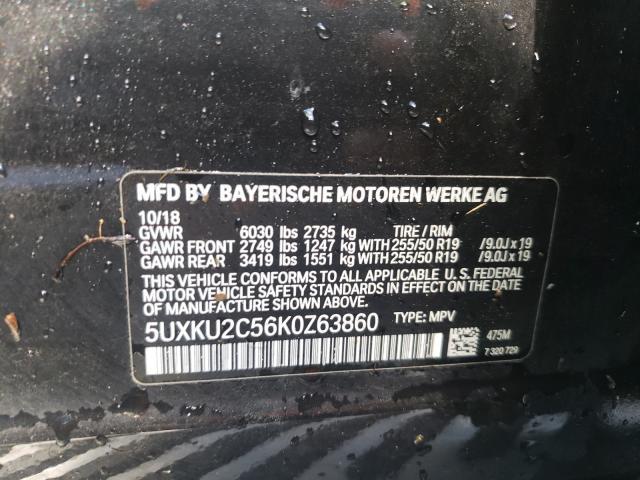 MFD BY BAYERISCHE MOTOREN WERKE AG
10/18
GVWR 6030 lbs 2735 kg TIRE / RIM
GAWR FRONT 2749 lbs 1247 kg WITH 255/50 R19 /9.0J x 19
GAWR REAR 3419 lbs 1551 kg WITH 255/50 R19 /9.0J x 19
THIS VEHICLE CONFORMS TO ALL APPLICABLE U. S. FEDERAL
MOTOR VEHICLE SAFETY STANDARDS IN EFFECT ON THE DATE
OF MANUFACTURE SHOWN ABOVE.
5UXKU2C56K0Z63860 TYPE: MPV
475M
7 320 729